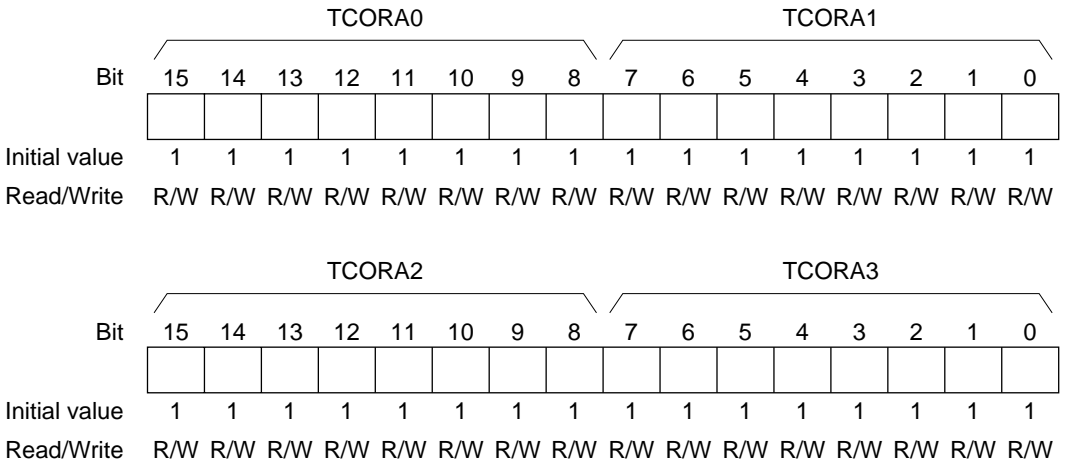 TCORA0 TCORA1
Bit 15 14 13 12 11 10 9 8 7 6 5 4 3 2 1 0
Initial value 1 1 1 1 1 1 1 1 1 1 1 1 1 1 1 1
Read/Write R/W R/W R/W R/W R/W R/W R/W R/W R/W R/W R/W R/W R/W R/W R/W R/W
TCORA2 TCORA3
Bit 15 14 13 12 11 10 9 8 7 6 5 4 3 2 1 0
Initial value 1 1 1 1 1 1 1 1 1 1 1 1 1 1 1 1
Read/Write R/W R/W R/W R/W R/W R/W R/W R/W R/W R/W R/W R/W R/W R/W R/W R/W